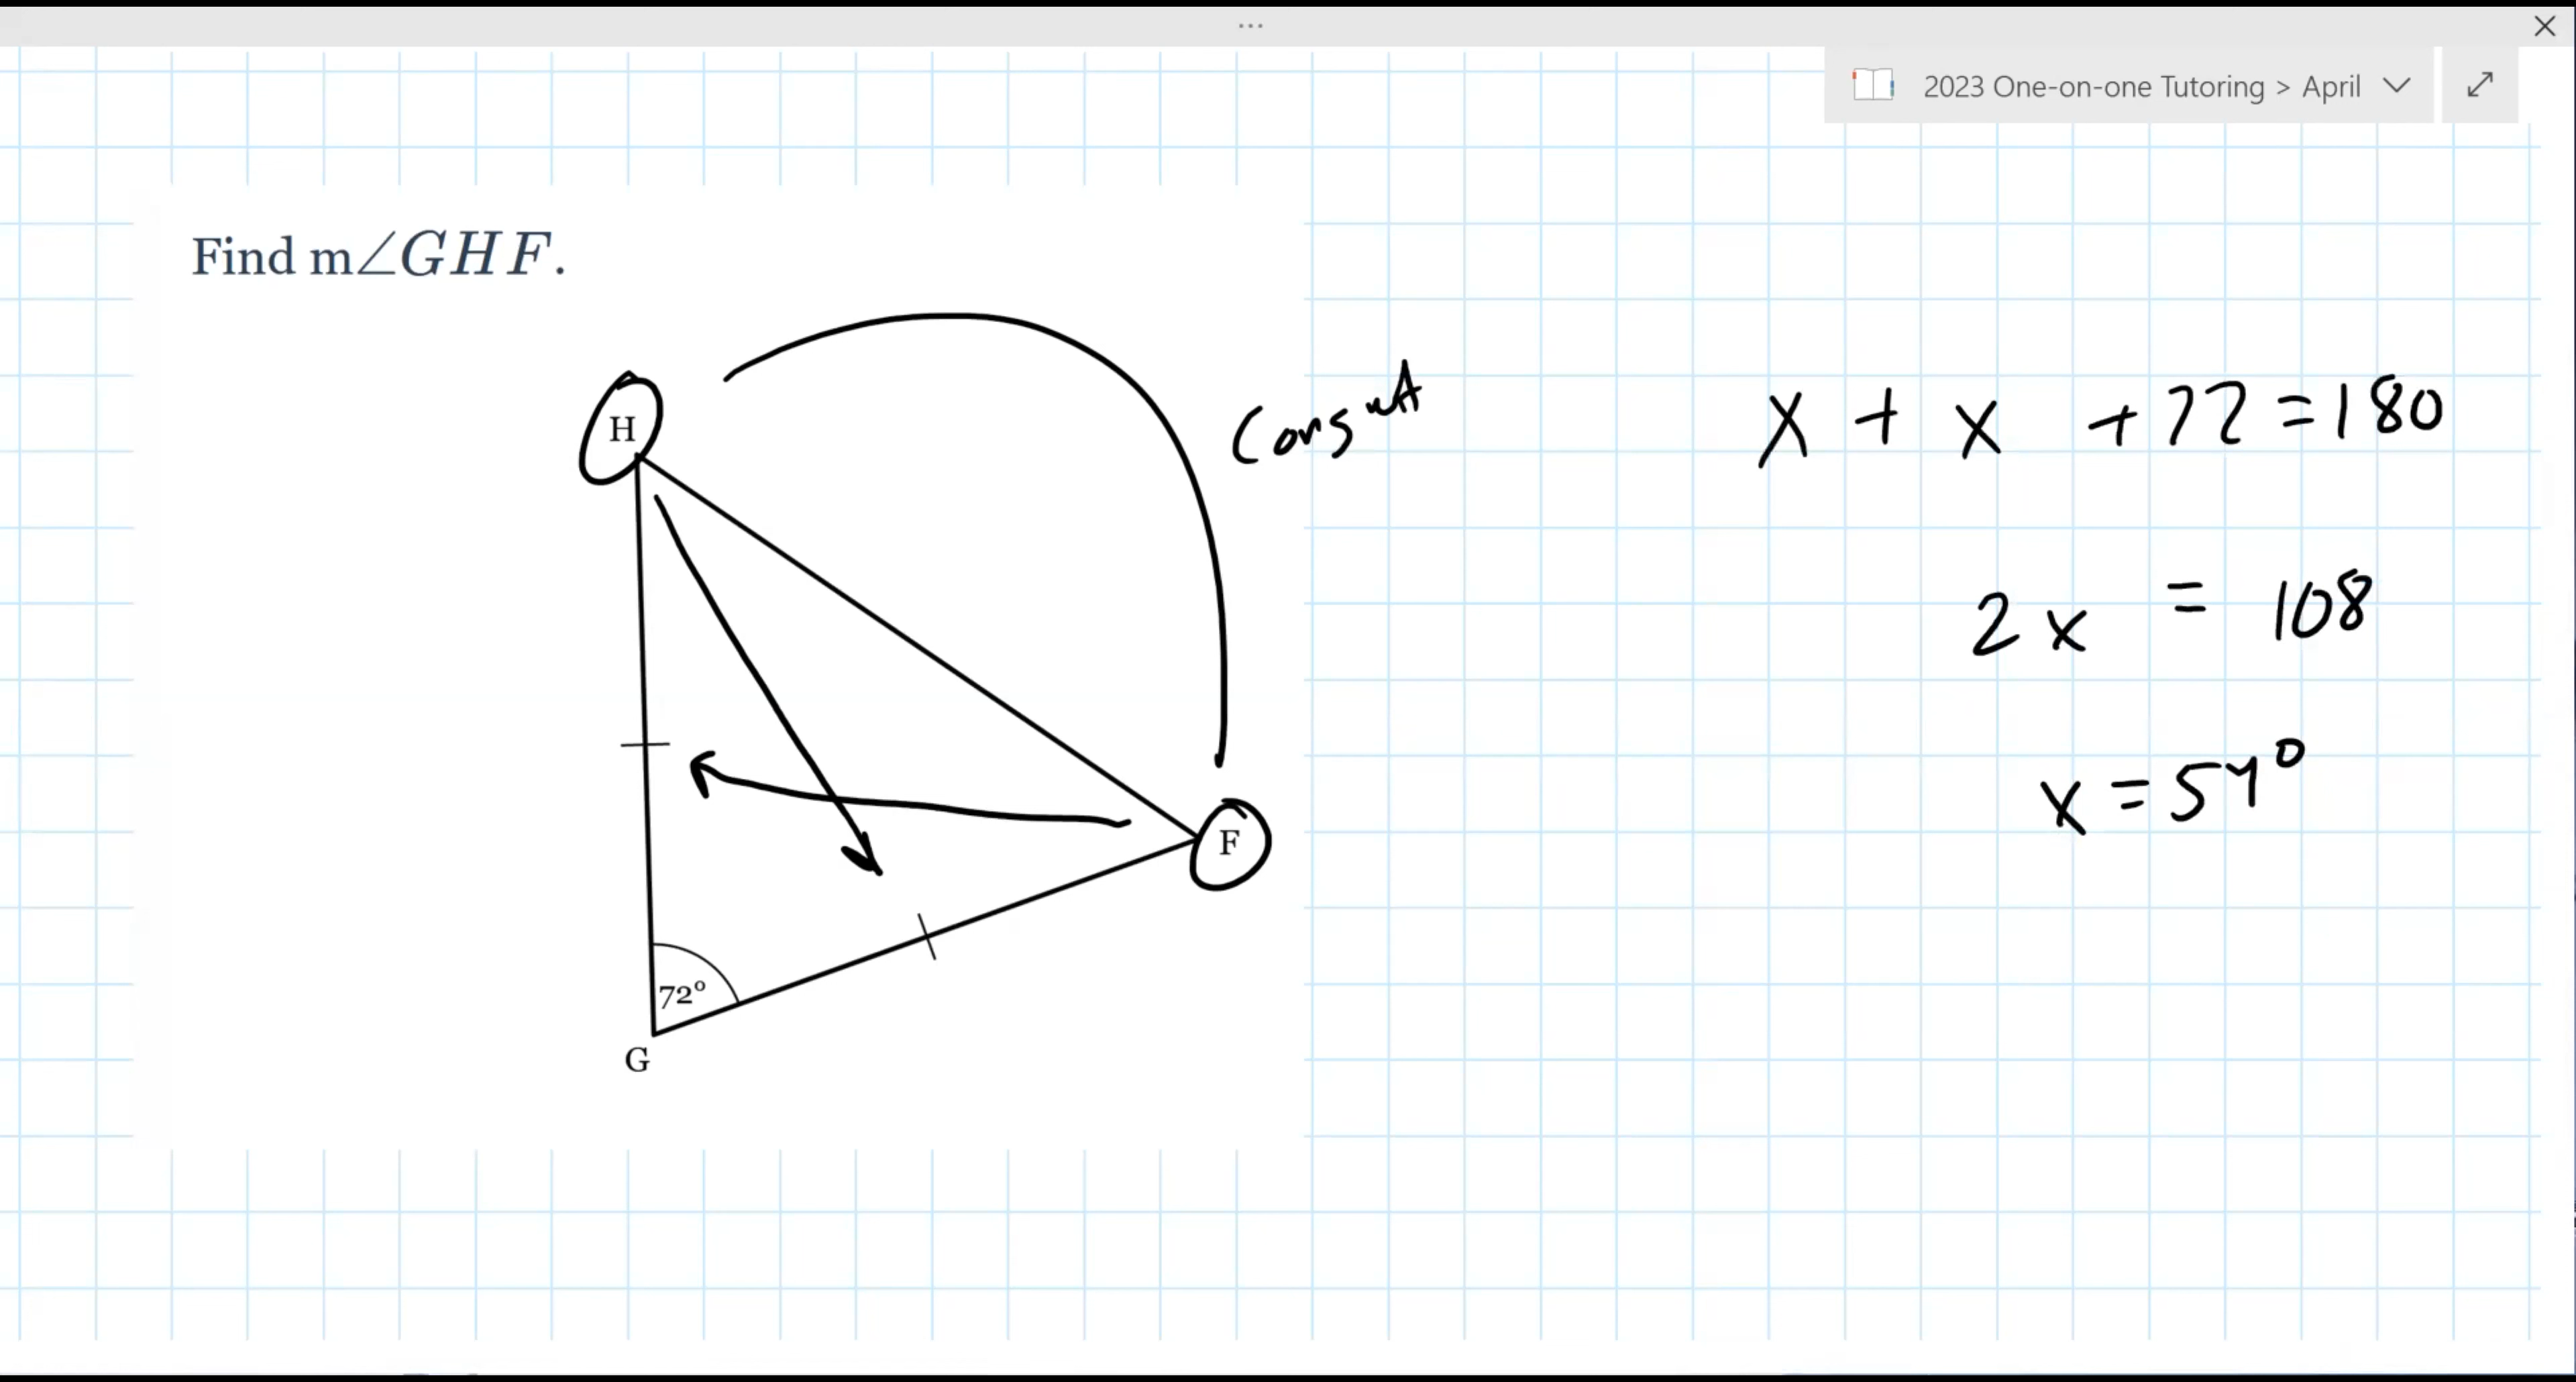 2023 One-on-one Tutoring > April
Find m∠GHF.
H
F
72°
G
x + x + 72 = 180
2x = 108
x = 54°